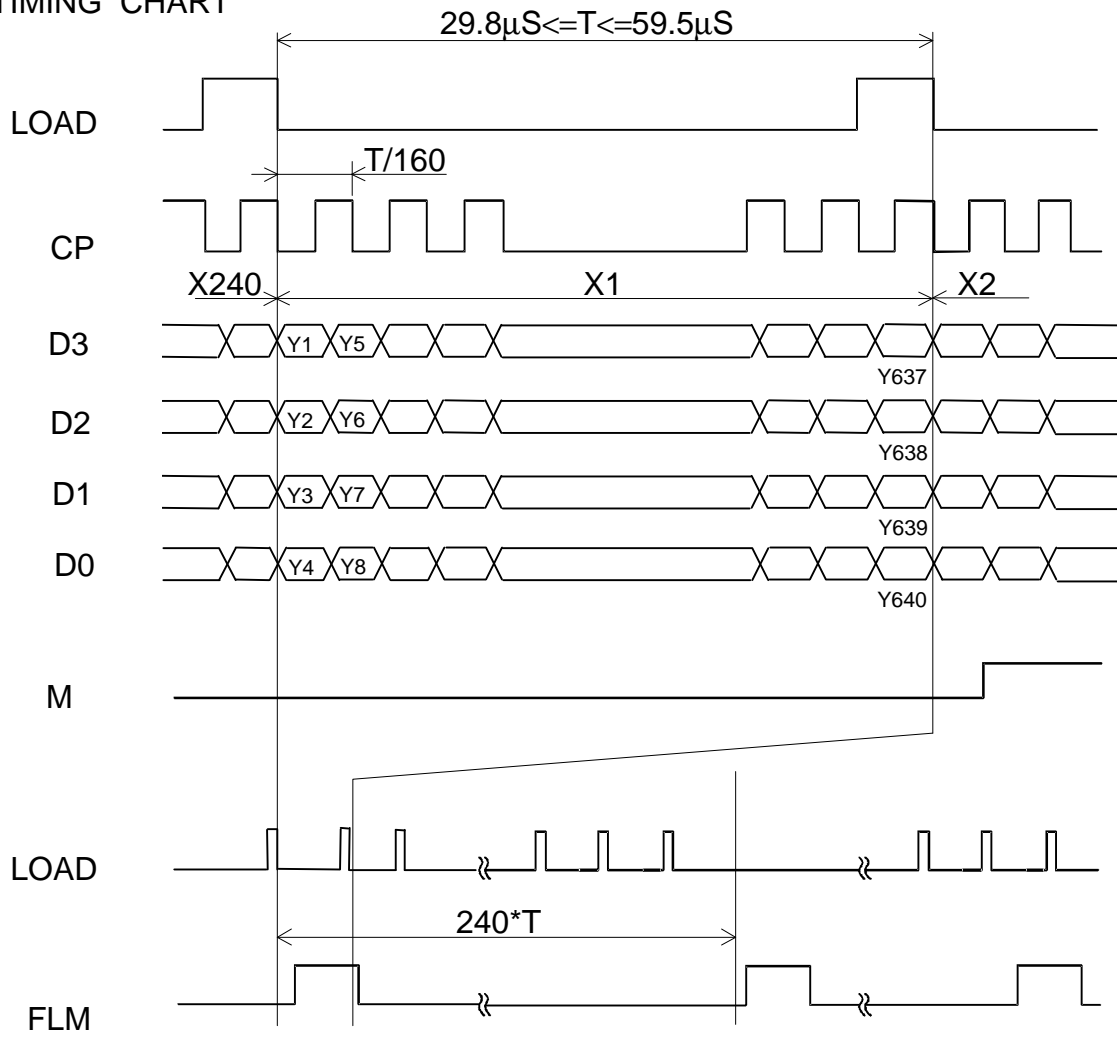 TIMING CHART
29.8µS<=T<=59.5µS
LOAD
T/160
CP
X240 X1 X2
D3 Y1 Y5
Y637
D2 Y2 Y6
Y638
D1 Y3 Y7
Y639
D0 Y4 Y8
Y640
M
LOAD
240*T
FLM